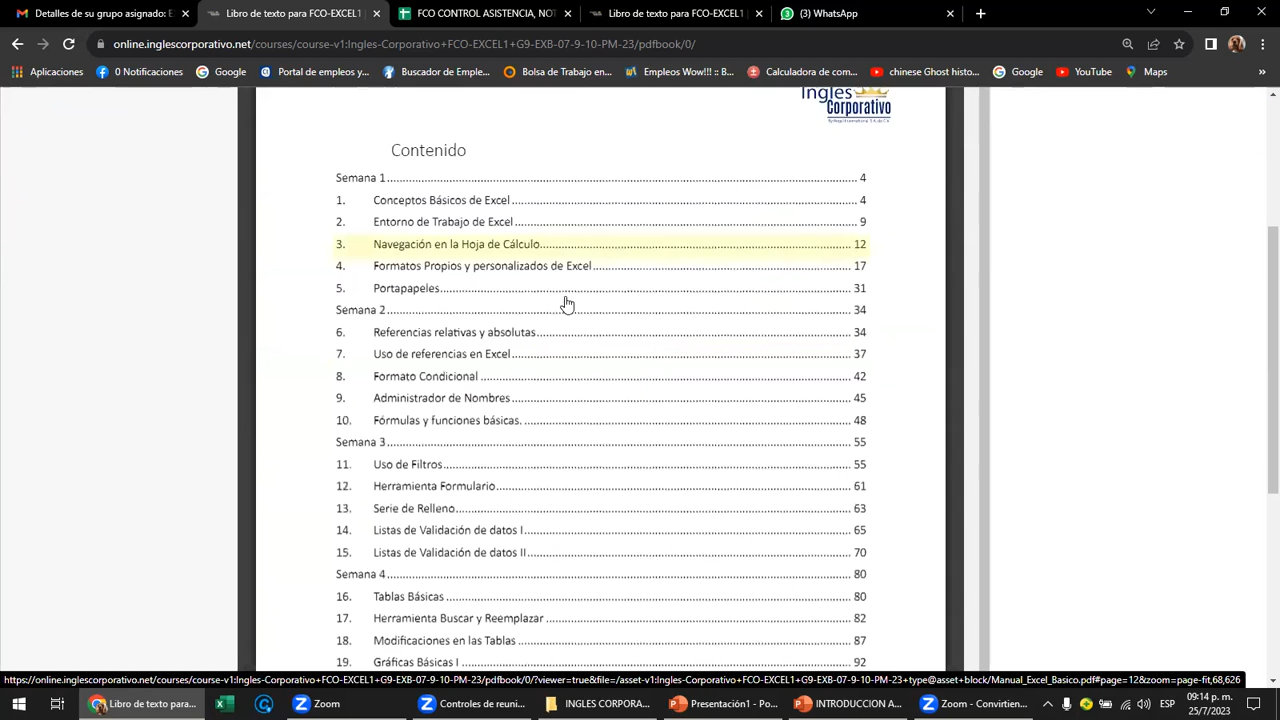 Detalles de su grupo asignado: E
Libro de texto para FCO-EXCEL1
FCO CONTROL ASISTENCIA, NOT
Libro de texto para FCO-EXCEL1
(3) WhatsApp
online.inglescorporativo.net/courses/course-v1:Ingles-Corporativo+FCO-EXCEL1+G9-EXB-07-9-10-PM-23/pdfbook/0/
Aplicaciones
0 Notificaciones
Google
Portal de empleos y...
Buscador de Emple...
Bolsa de Trabajo en...
Empleos Wow!!! :: B...
Calculadora de com...
chinese Ghost histo...
Google
YouTube
Maps
»
Ingles
Corporativo
Contenido
Semana 1 4
1. Conceptos Básicos de Excel 4
2. Entorno de Trabajo de Excel 9
3. Navegación en la Hoja de Cálculo 12
4. Formatos Propios y personalizados de Excel 17
5. Portapapeles 31
Semana 2 34
6. Referencias relativas y absolutas 34
7. Uso de referencias en Excel 37
8. Formato Condicional 42
9. Administrador de Nombres 45
10. Fórmulas y funciones básicas. 48
Semana 3 55
11. Uso de Filtros 55
12. Herramienta Formulario 61
13. Serie de Relleno 63
14. Listas de Validación de datos I 65
15. Listas de Validación de datos II 70
Semana 4 80
16. Tablas Básicas 80
17. Herramienta Buscar y Reemplazar 82
18. Modificaciones en las Tablas 87
19. Gráficas Básicas I 92
https://online.inglescorporativo.net/courses/course-v1:Ingles-Corporativo+FCO-EXCEL1+G9-EXB-07-9-10-PM-23/pdfbook/0/?viewer=true&file=/asset-v1:Ingles-Corporativo+FCO-EXCEL1+G9-EXB-07-9-10-PM-23+type@asset+block/Manual_Excel_Basico.pdf#page=12&zoom=page-fit,68,626
Libro de texto para...
Zoom
Controles de reuni...
INGLES CORPORA...
Presentación1 - Po...
INTRODUCCION A...
Zoom - Convirtien...
ESP
09:14 p. m.
25/7/2023